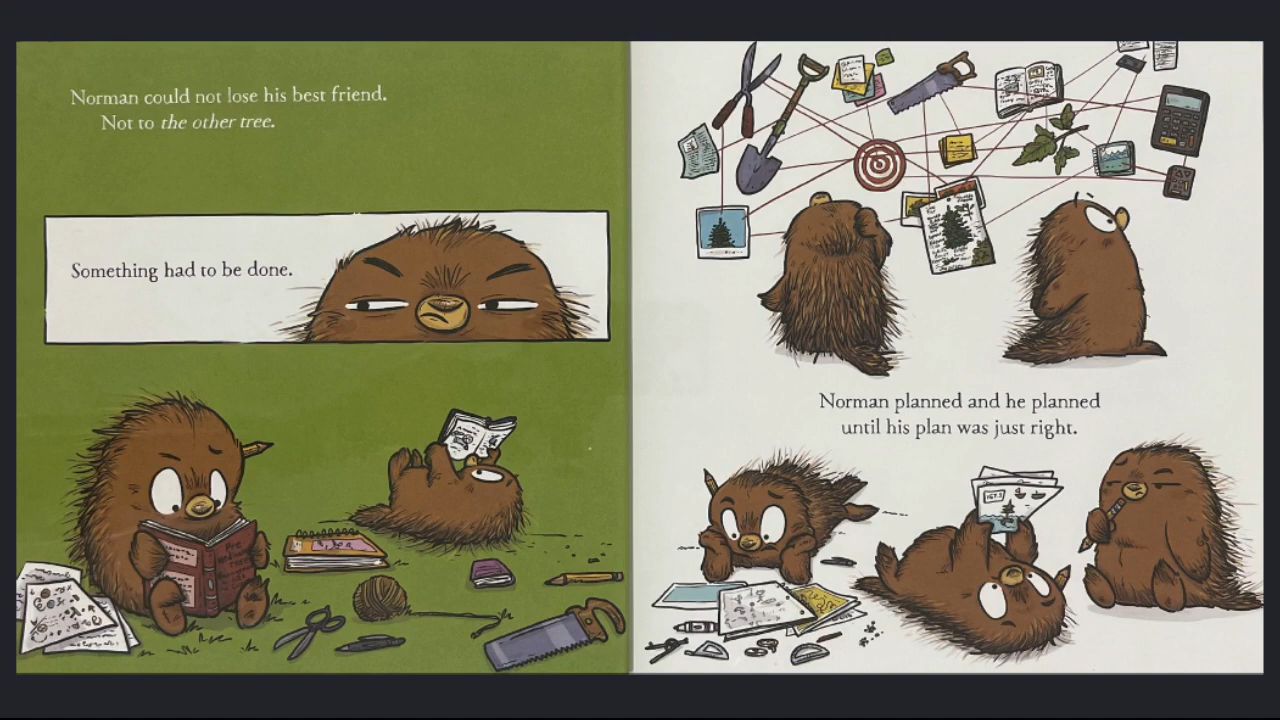 Norman could not lose his best friend.
Not to the other tree.
Something had to be done.
Norman planned and he planned
until his plan was just right.